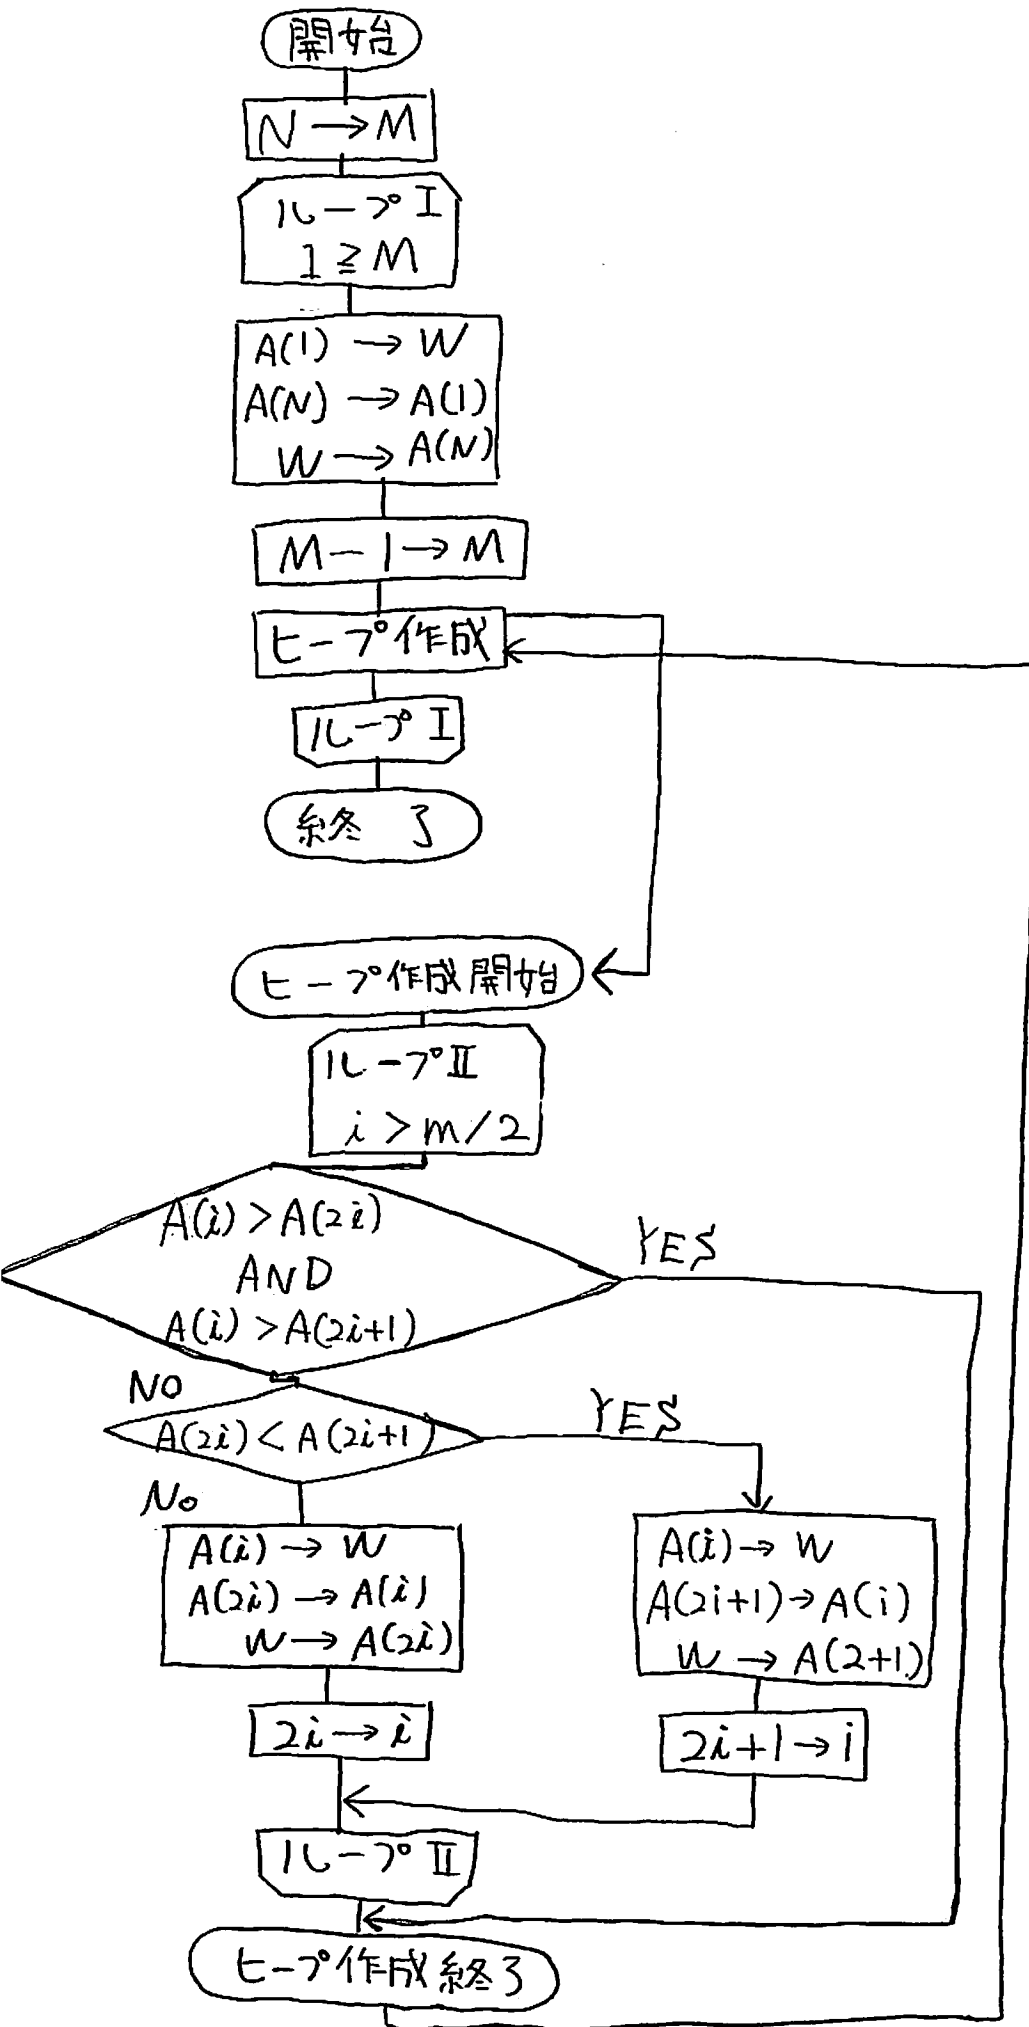 開始
N→M
ループⅠ
1≧M
A(1)→W
A(N)→A(1)
W→A(N)
M-1→M
ヒープ作成
ループⅠ
終了
ヒープ作成開始
ループⅡ
i>m/2
A(i)>A(2i)
AND
A(i)>A(2i+1)
YES
NO
A(2i)<A(2i+1)
YES
No
A(i)→W
A(2i)→A(i)
W→A(2i)
2i→i
A(i)→W
A(2i+1)→A(i)
W→A(2+1)
2i+1→i
ループⅡ
ヒープ作成終了